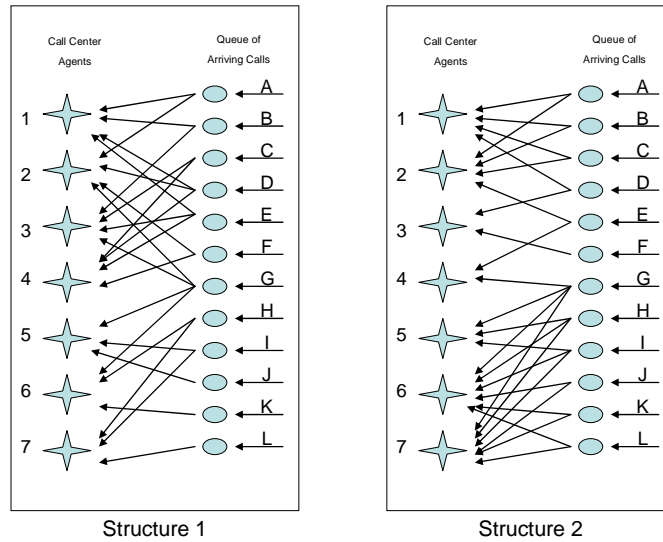 Call Center
Agents
Queue of
Arriving Calls
1
2
3
4
5
6
7
A
B
C
D
E
F
G
H
I
J
K
L
Structure 1
Call Center
Agents
Queue of
Arriving Calls
1
2
3
4
5
6
7
A
B
C
D
E
F
G
H
I
J
K
L
Structure 2